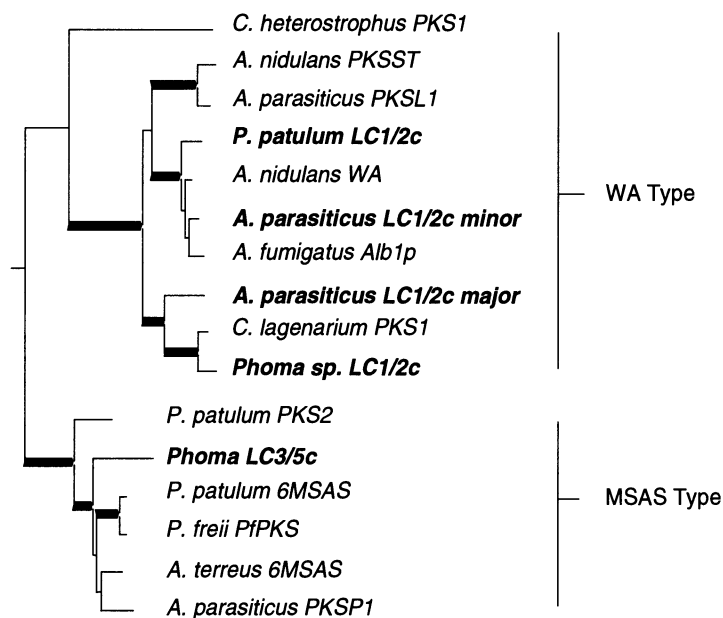 C. heterostrophus PKS1
A. nidulans PKSST
A. parasiticus PKSL1
P. patulum LC1/2c
A. nidulans WA
A. parasiticus LC1/2c minor
A. fumigatus Alb1p
A. parasiticus LC1/2c major
C. lagenarium PKS1
Phoma sp. LC1/2c
WA Type
P. patulum PKS2
Phoma LC3/5c
P. patulum 6MSAS
P. freii PfPKS
A. terreus 6MSAS
A. parasiticus PKSP1
MSAS Type